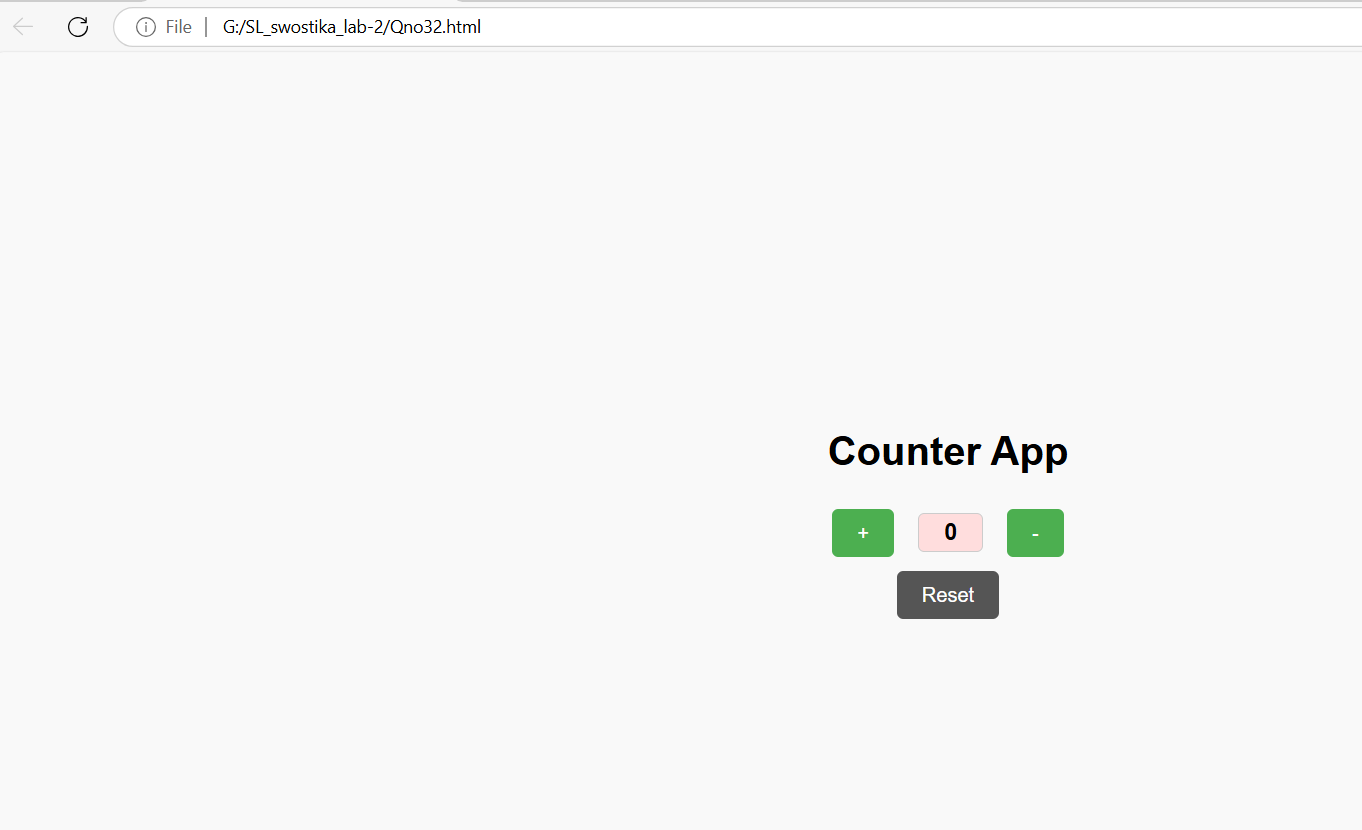 File G:/SL_swostika_lab-2/Qno32.html
Counter App
+ 0 -
Reset